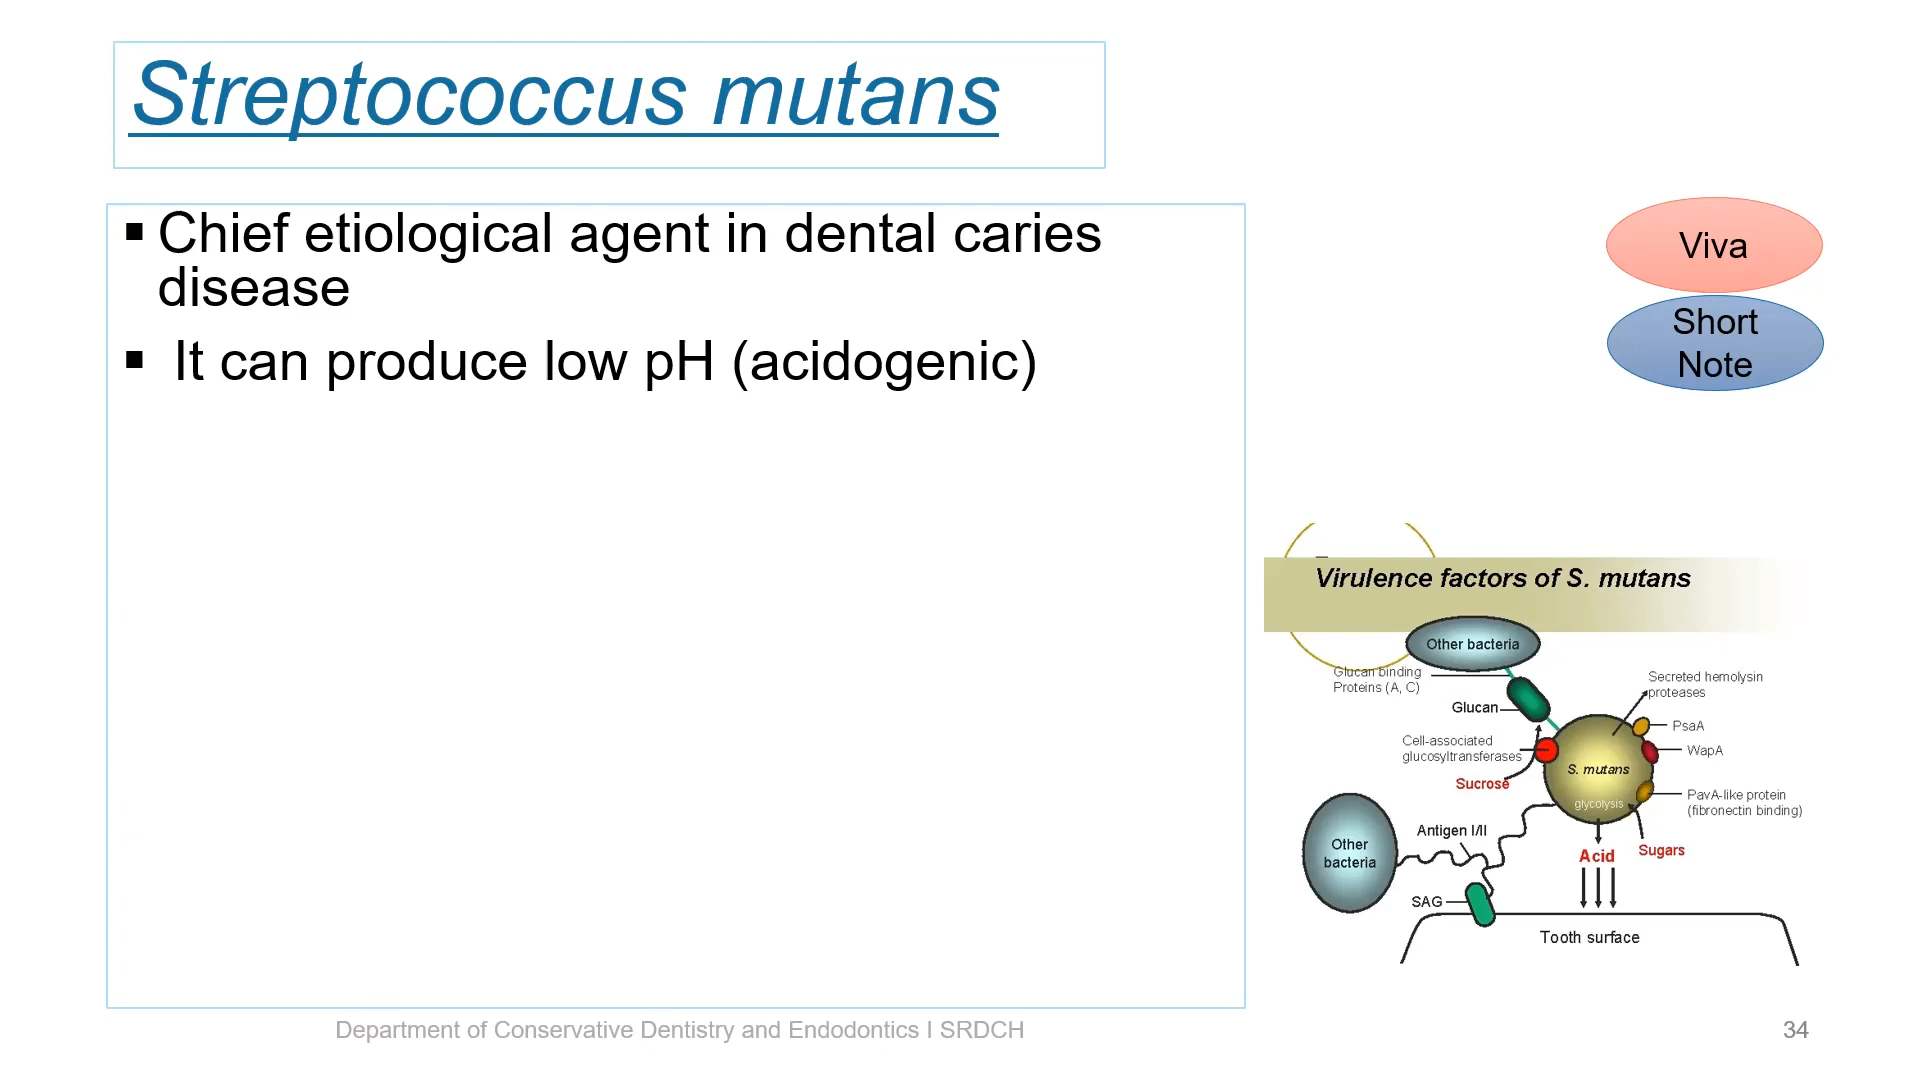 Streptococcus mutans
▪ Chief etiological agent in dental caries
disease
▪ It can produce low pH (acidogenic)
Viva
Short
Note
Virulence factors of S. mutans
Other bacteria
Glucan binding
Proteins (A, C)
Glucan
Cell-associated
glucosyltransferases
Sucrose
Secreted hemolysin
proteases
PsaA
WapA
S. mutans
glycolysis
PavA-like protein
(fibronectin binding)
Antigen I/II
Other
bacteria
Acid
Sugars
SAG
Tooth surface
Department of Conservative Dentistry and Endodontics I SRDCH
34